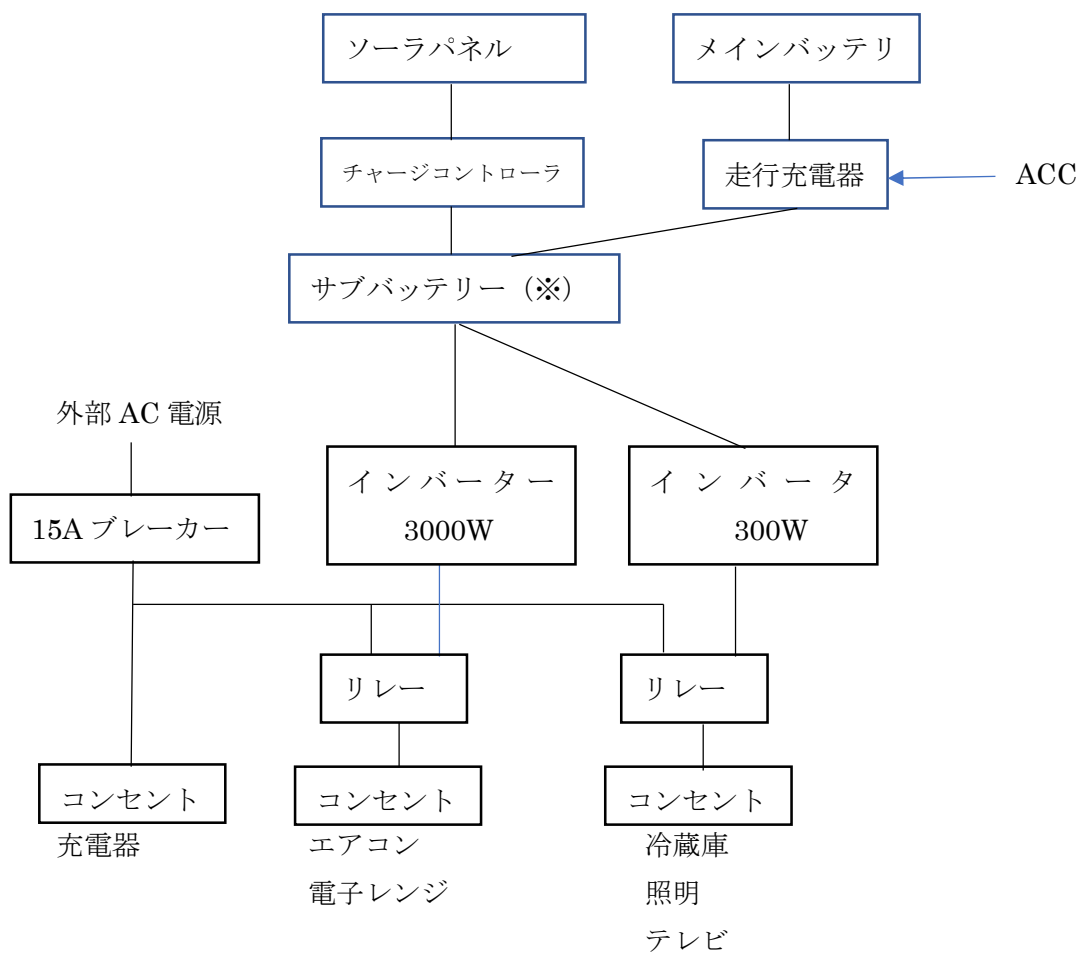 ソーラパネル
メインバッテリ
チャージコントローラ
走行充電器
ACC
サブバッテリー（※）
外部 AC 電源
15A ブレーカー
インバーター
3000W
インバータ
300W
リレー
リレー
コンセント
充電器
コンセント
エアコン
電子レンジ
コンセント
冷蔵庫
照明
テレビ